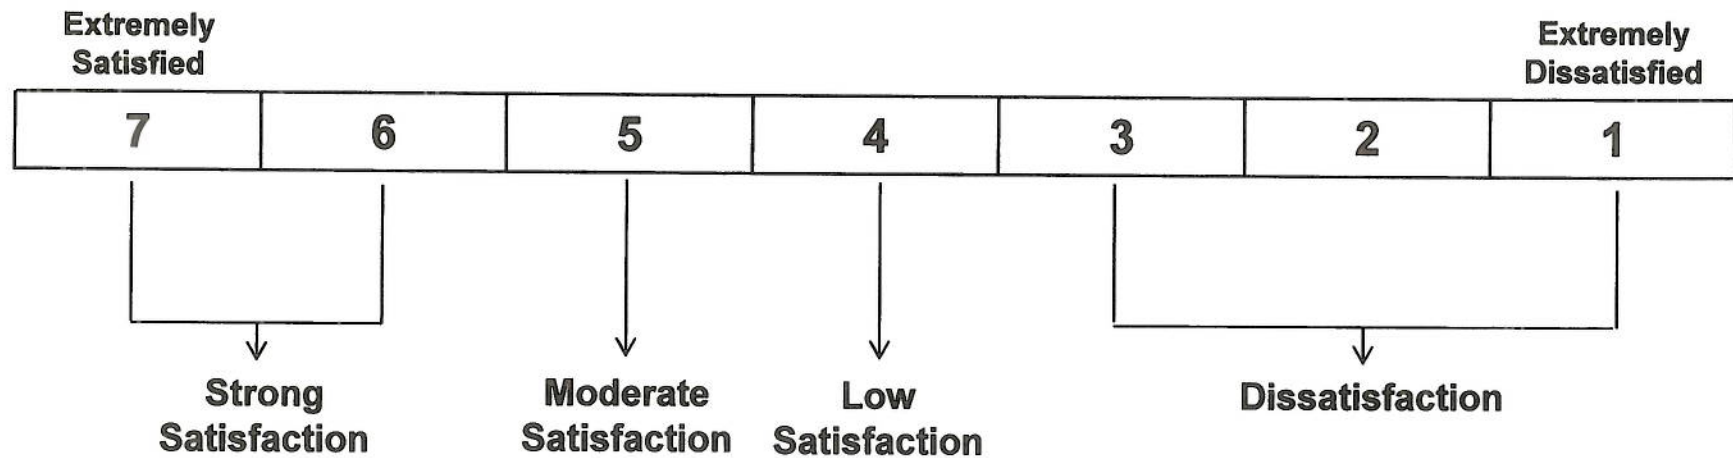 Extremely
Satisfied
Extremely
Dissatisfied
7 6 5 4 3 2 1
Strong
Satisfaction
Moderate
Satisfaction
Low
Satisfaction
Dissatisfaction